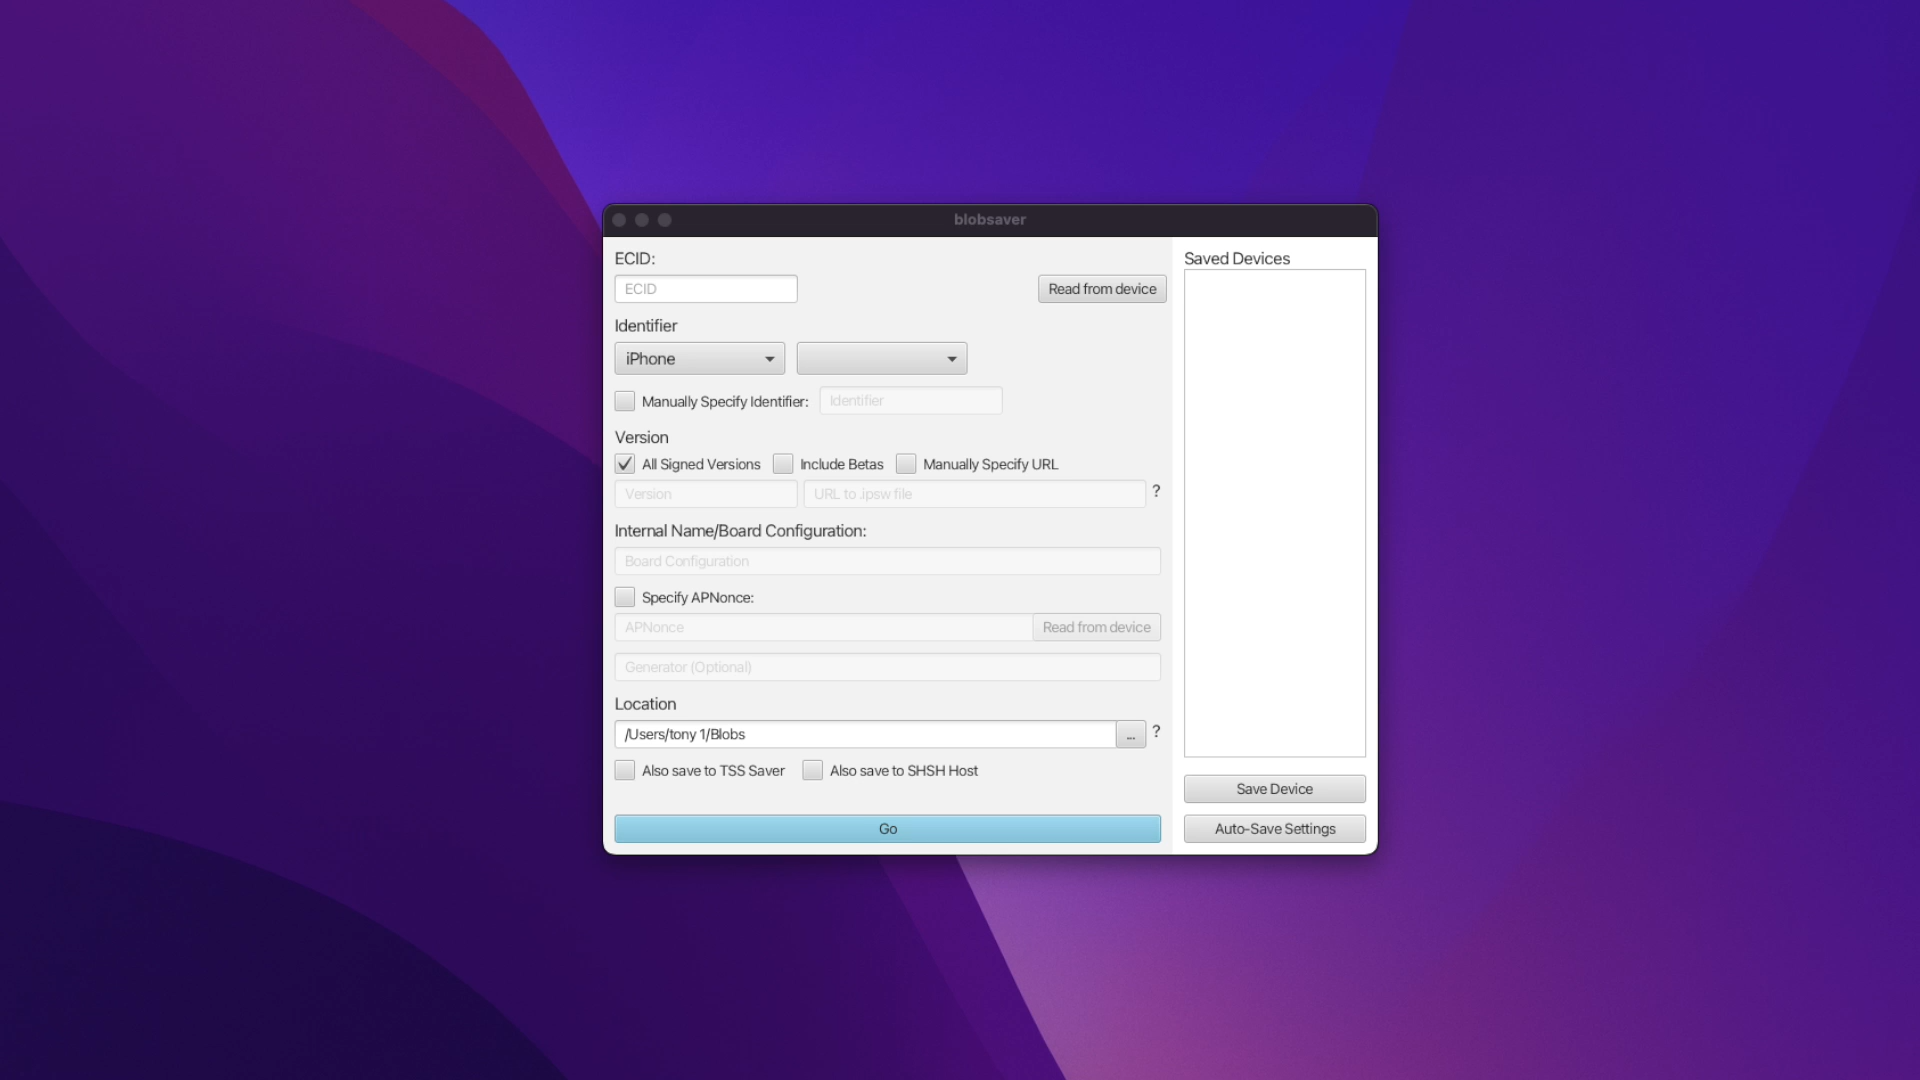 blobsaver
ECID:
ECID
Read from device
Identifier
iPhone
Manually Specify Identifier:
Identifier
Version
All Signed Versions
Include Betas
Manually Specify URL
Version
URL to .ipsw file
?
Internal Name/Board Configuration:
Board Configuration
Specify APNonce:
APNonce
Read from device
Generator (Optional)
Location
/Users/tony 1/Blobs
...
?
Also save to TSS Saver
Also save to SHSH Host
Go
Saved Devices
Save Device
Auto-Save Settings